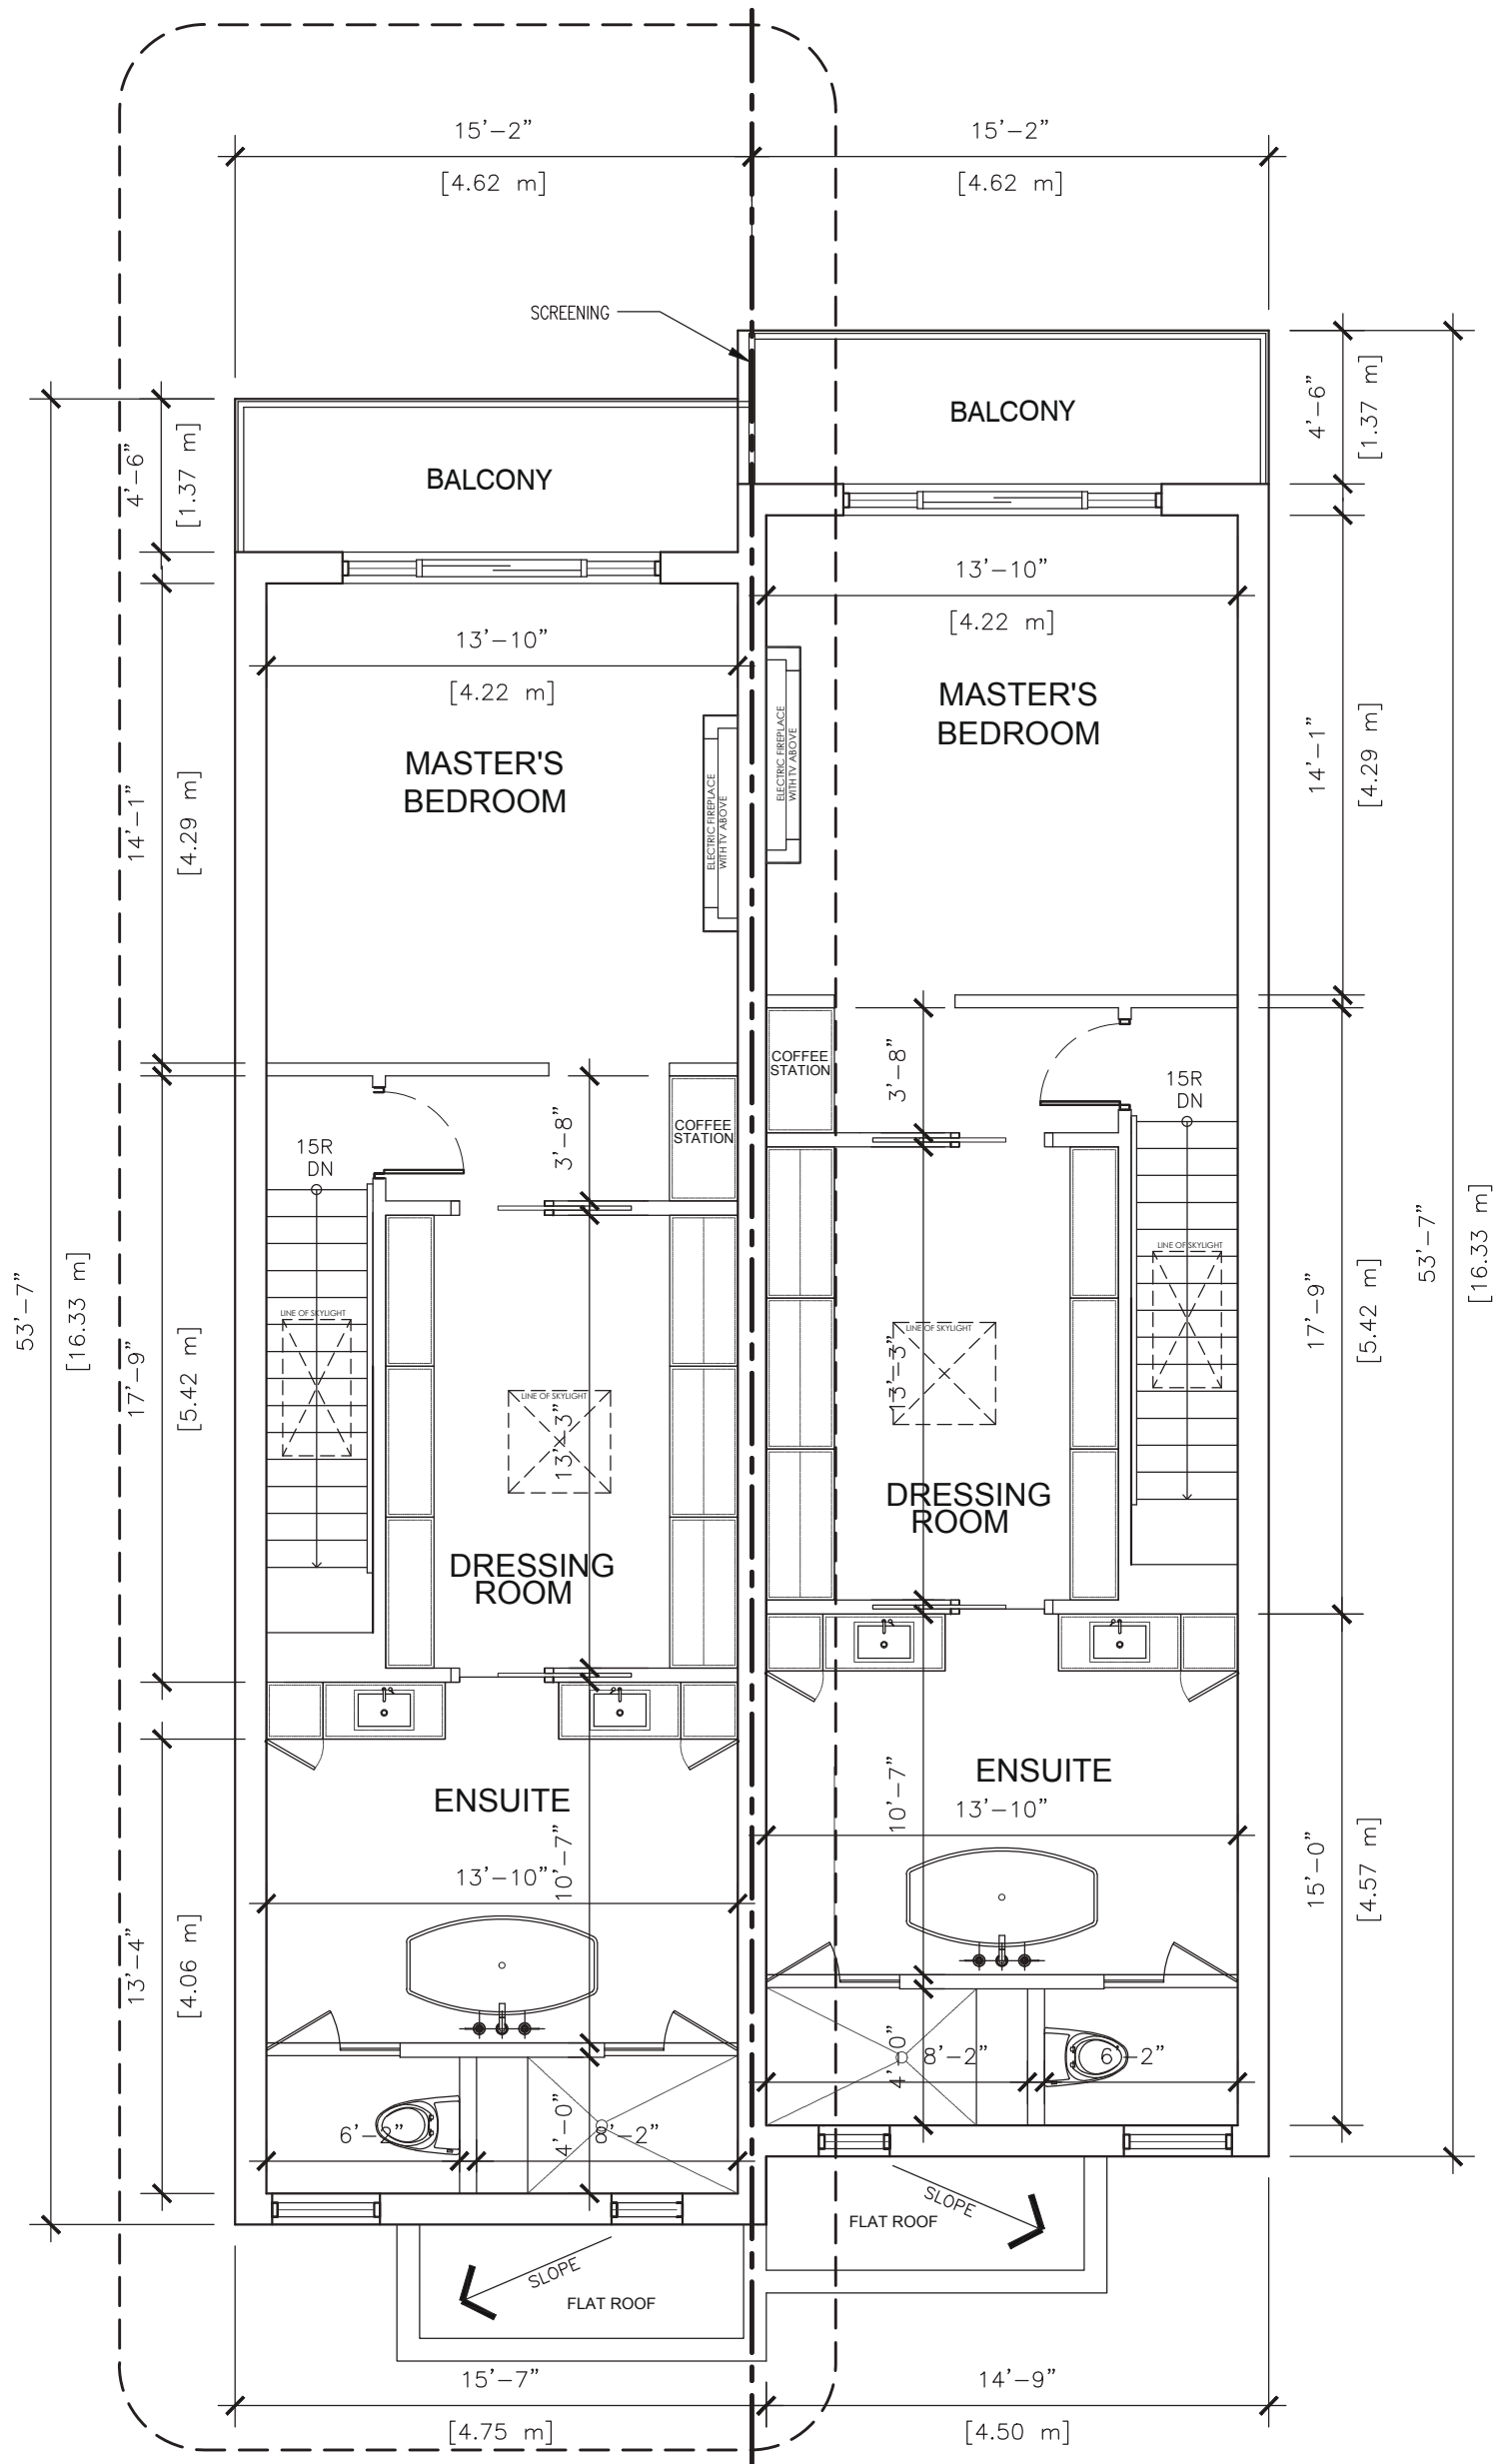 15'-2"
15'-2"
[4.62 m]
[4.62 m]
SCREENING
BALCONY
BALCONY
4'-6"
[1.37 m]
4'-6"
[1.37 m]
13'-10"
[4.22 m]
13'-10"
[4.22 m]
MASTER'S
BEDROOM
MASTER'S
BEDROOM
ELECTRIC FIREPLACE
WITH TV ABOVE
ELECTRIC FIREPLACE
WITH TV ABOVE
14'-1"
[4.29 m]
14'-1"
[4.29 m]
COFFEE
STATION
3'-8"
15R
DN
COFFEE
STATION
3'-8"
15R
DN
53'-7"
[16.33 m]
53'-7"
[16.33 m]
LINE OF SKYLIGHT
LINE OF SKYLIGHT
LINE OF SKYLIGHT
LINE OF SKYLIGHT
17'-9"
[5.42 m]
17'-9"
[5.42 m]
13'-3"
13'-3"
DRESSING
ROOM
DRESSING
ROOM
ENSUITE
13'-10"
10'-7"
ENSUITE
13'-10"
10'-7"
13'-4"
[4.06 m]
15'-0"
[4.57 m]
4'-0"
8'-2"
6'-2"
6'-2"
4'-0"
8'-2"
SLOPE
FLAT ROOF
SLOPE
FLAT ROOF
15'-7"
14'-9"
[4.75 m]
[4.50 m]